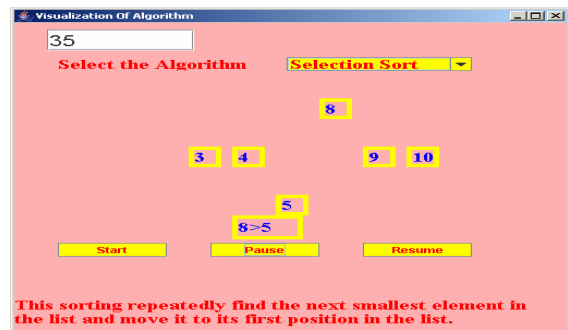 Visualization Of Algorithm
35
Select the Algorithm Selection Sort
8
3 4 9 10
5
8>5
Start Pause Resume
This sorting repeatedly find the next smallest element in
the list and move it to its first position in the list.